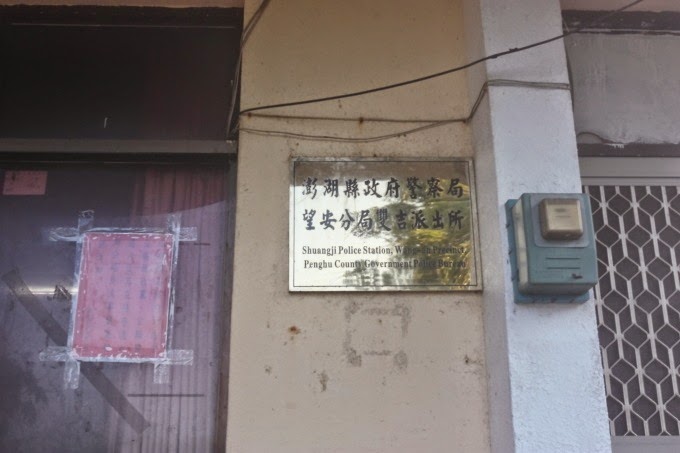 澎湖縣政府警察局
望安分局雙吉派出所
Shuangji Police Station, Wangan Precinct,
Penghu County Government Police Bureau